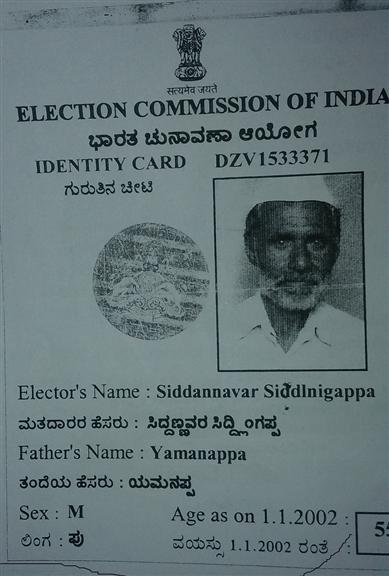 सत्यमेव जयते
ELECTION COMMISSION OF INDIA
ಭಾರತ ಚುನಾವಣಾ ಆಯೋಗ
IDENTITY CARD DZV1533371
ಗುರುತಿನ ಚೀಟಿ
Elector's Name : Siddannavar Siddlnigappa
ಮತದಾರರ ಹೆಸರು : ಸಿದ್ದಣ್ಣವರ ಸಿದ್ದ್ಲಿಂಗಪ್ಪ
Father's Name : Yamanappa
ತಂದೆಯ ಹೆಸರು : ಯಮನಪ್ಪ
Sex : M Age as on 1.1.2002 : 55
ಲಿಂಗ : ಪು ವಯಸ್ಸು 1.1.2002 ರಂತೆ :